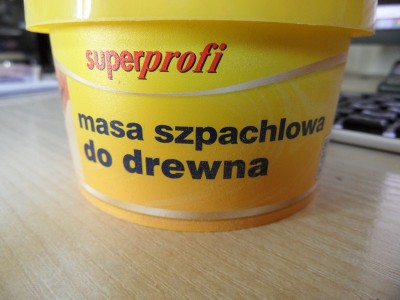 superprofi
masa szpachlowa
do drewna